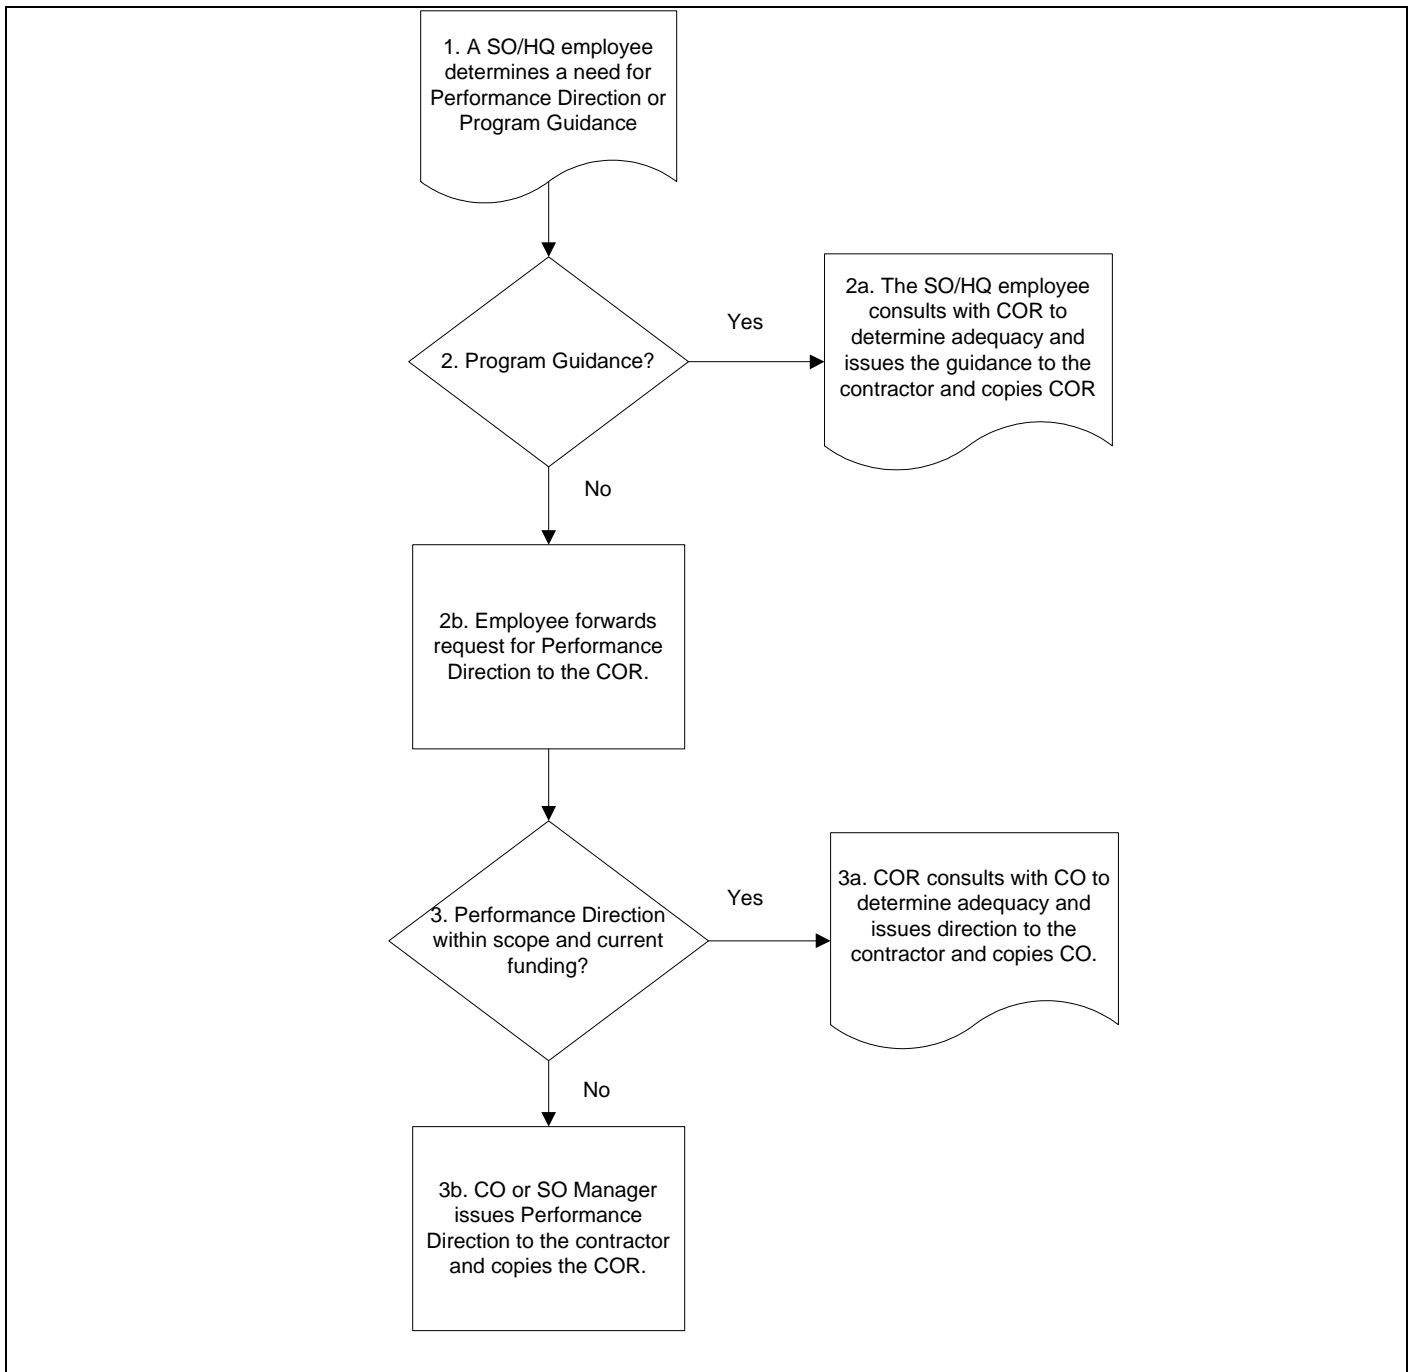 1. A SO/HQ employee
determines a need for
Performance Direction or
Program Guidance
2. Program Guidance?
Yes
2a. The SO/HQ employee
consults with COR to
determine adequacy and
issues the guidance to the
contractor and copies COR
No
2b. Employee forwards
request for Performance
Direction to the COR.
3. Performance Direction
within scope and current
funding?
Yes
3a. COR consults with CO to
determine adequacy and
issues direction to the
contractor and copies CO.
No
3b. CO or SO Manager
issues Performance
Direction to the contractor
and copies the COR.